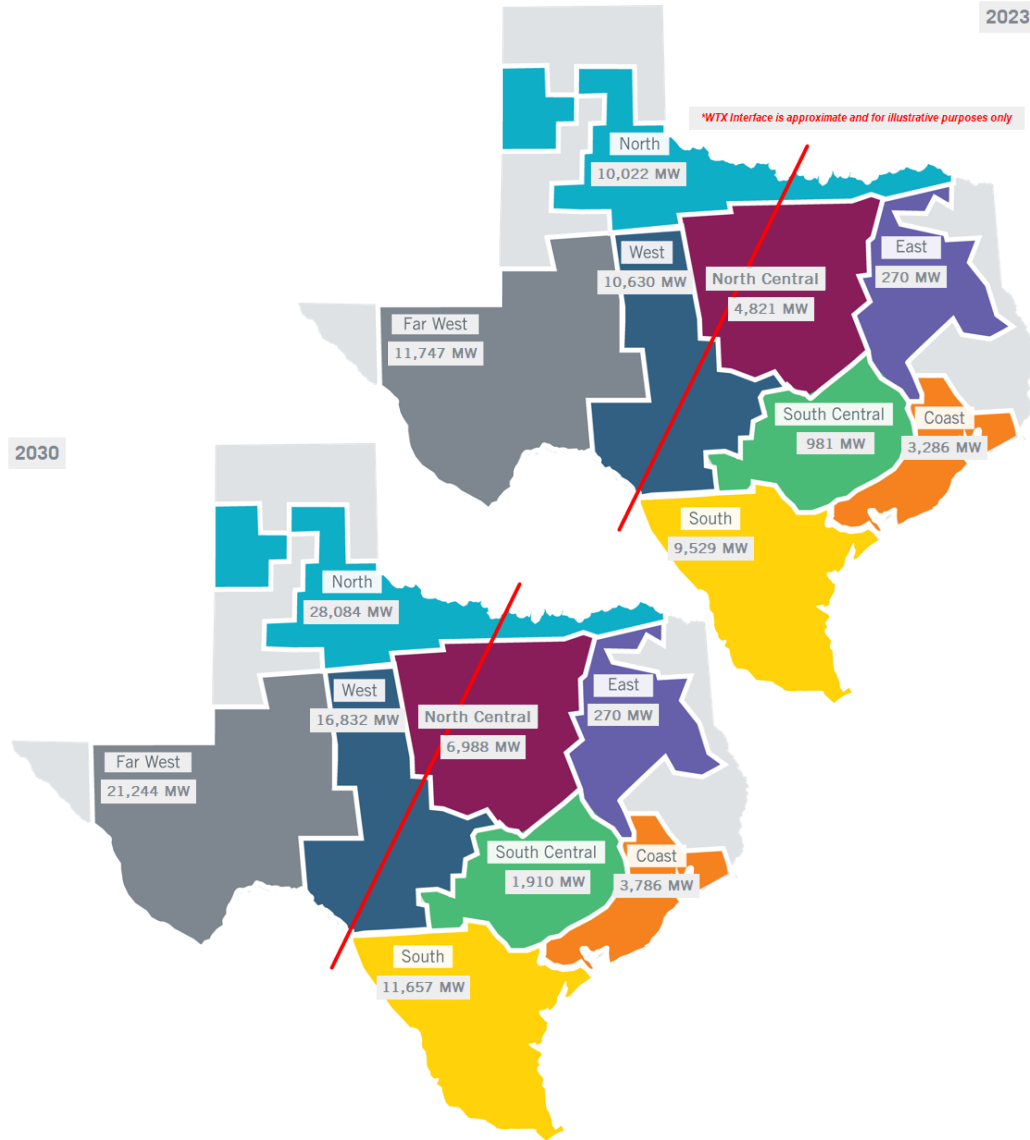 2023
*WTX Interface is approximate and for illustrative purposes only
North
10,022 MW
West
10,630 MW
North Central
4,821 MW
East
270 MW
Far West
11,747 MW
South Central
981 MW
Coast
3,286 MW
South
9,529 MW
2030
North
28,084 MW
West
16,832 MW
North Central
6,988 MW
East
270 MW
Far West
21,244 MW
South Central
1,910 MW
Coast
3,786 MW
South
11,657 MW